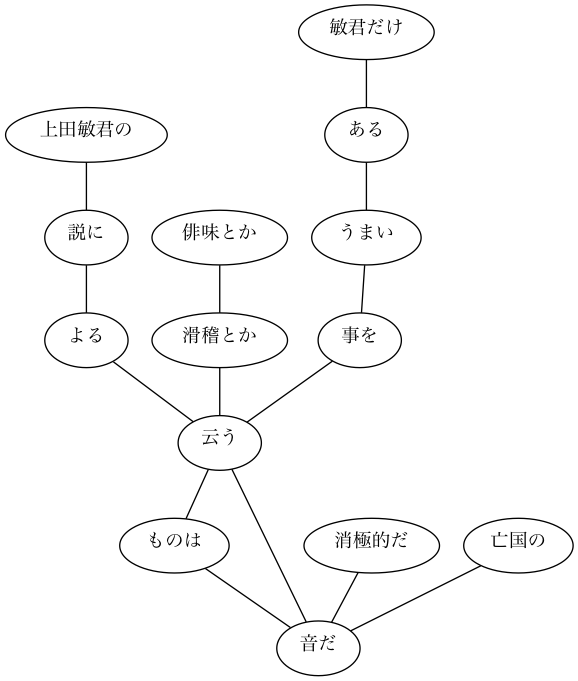 敏君だけ
上田敏君の
ある
説に
俳味とか
うまい
よる
滑稽とか
事を
云う
ものは
消極的だ
亡国の
音だ